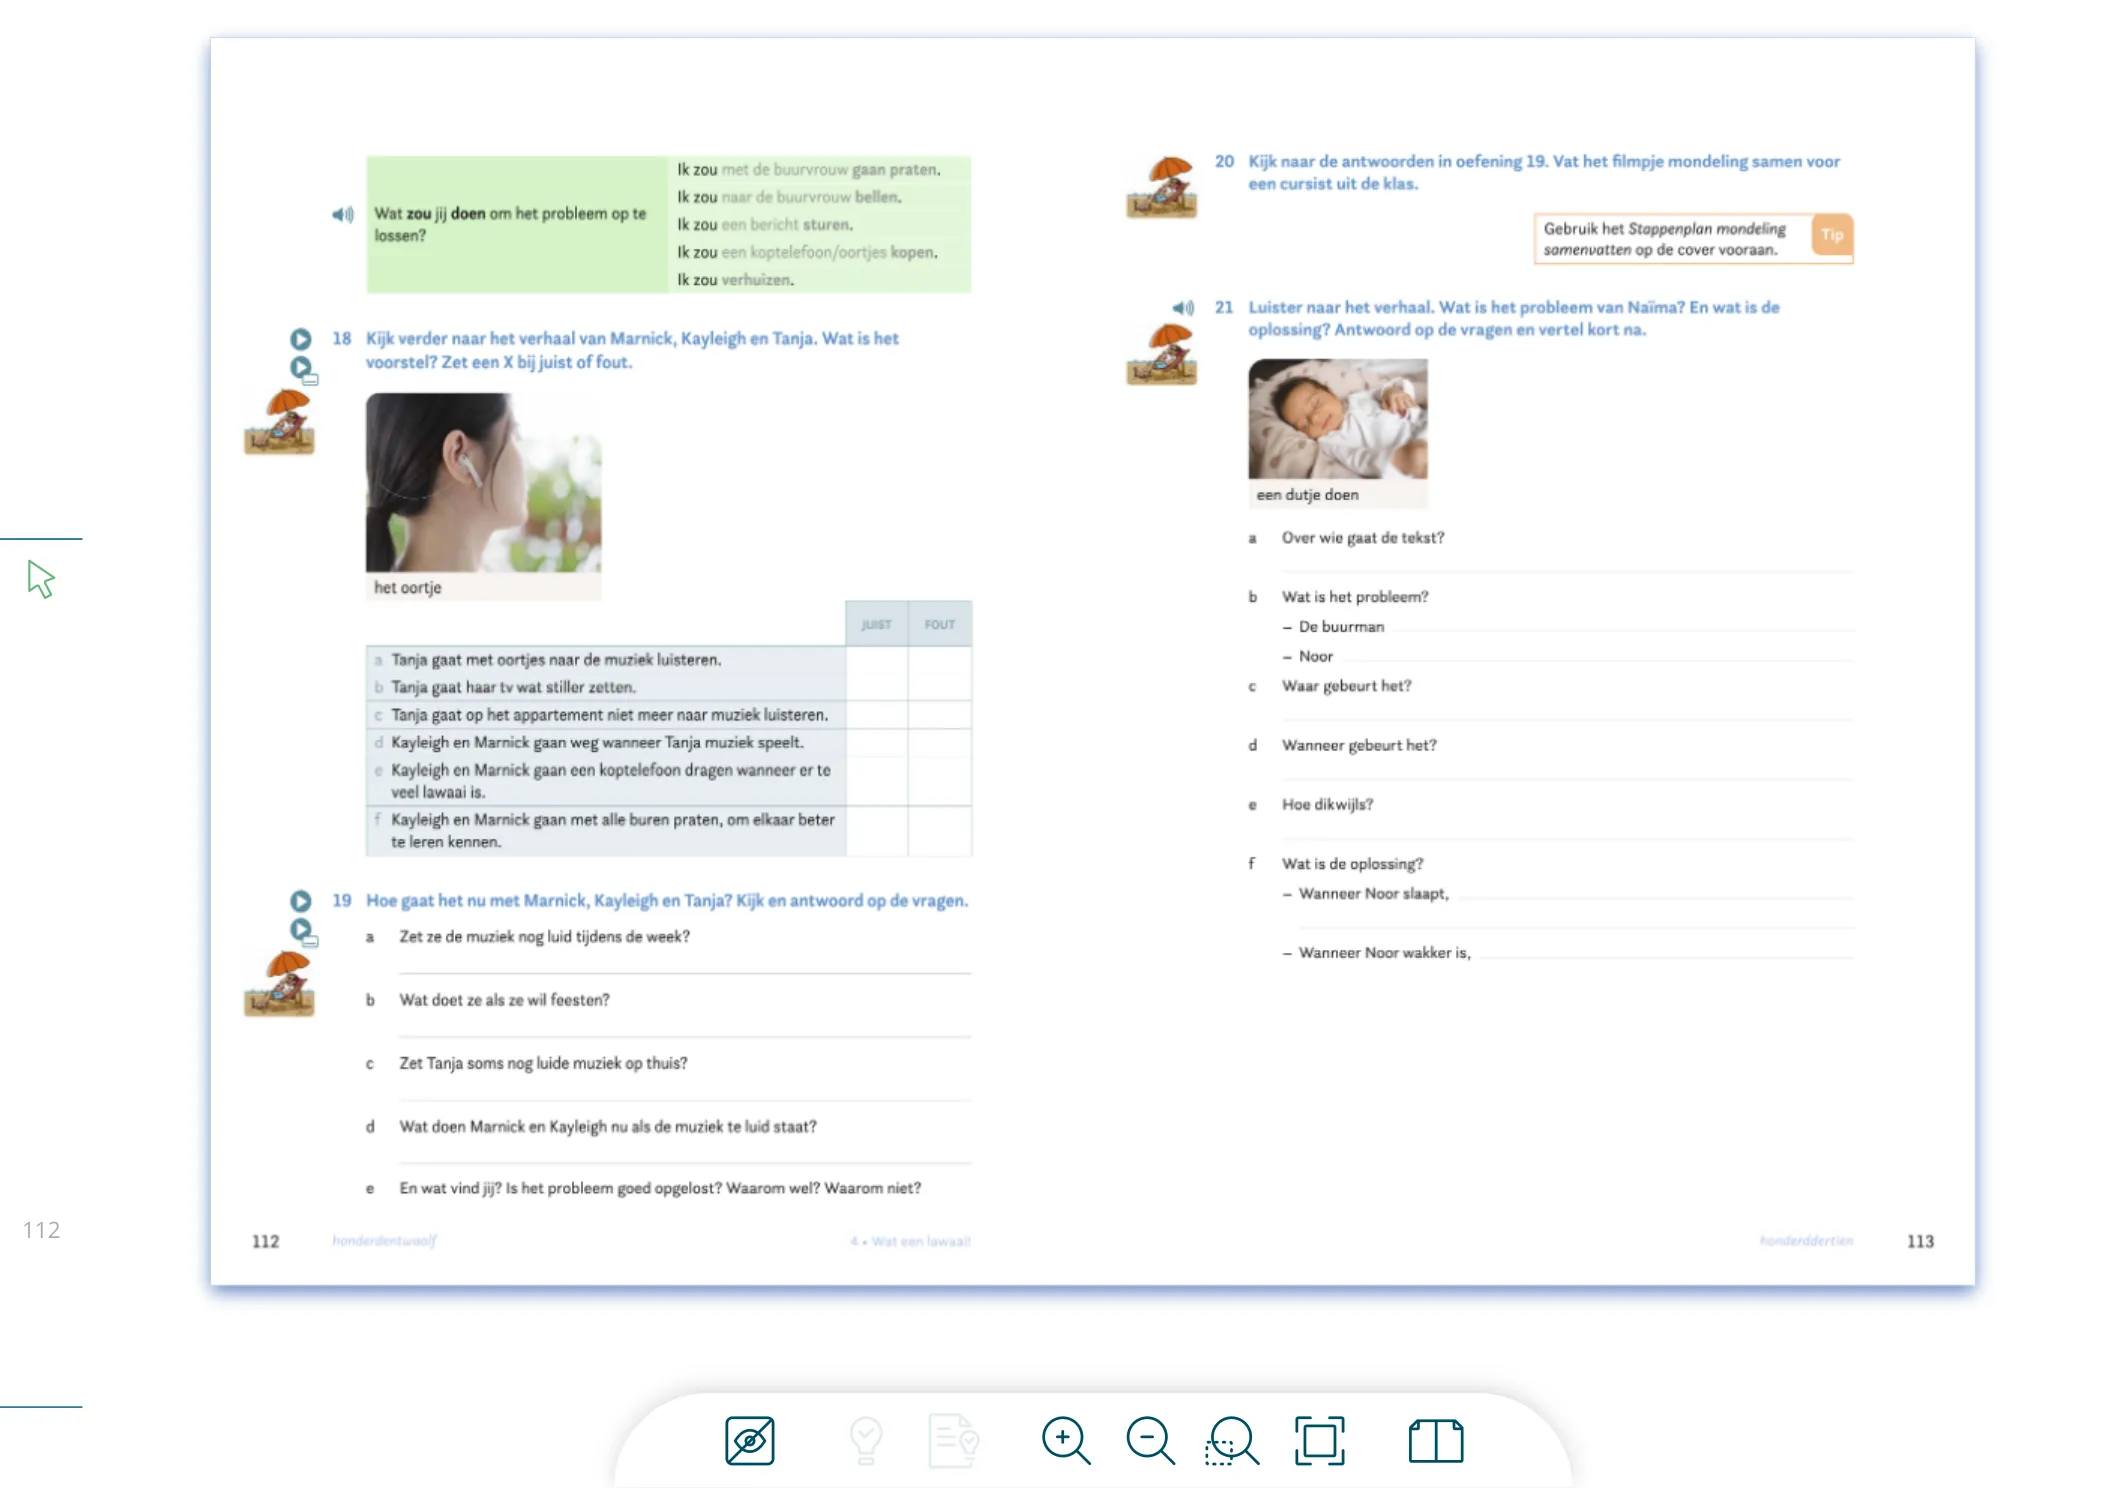 Wat zou jij doen om het probleem op te
lossen?
Ik zou met de buurvrouw gaan praten.
Ik zou naar de buurvrouw bellen.
Ik zou een bericht sturen.
Ik zou een koptelefoon/oortjes kopen.
Ik zou verhuizen.
18 Kijk verder naar het verhaal van Marnick, Kayleigh en Tanja. Wat is het
voorstel? Zet een X bij juist of fout.
het oortje
JUIST FOUT
a Tanja gaat met oortjes naar de muziek luisteren.
b Tanja gaat haar tv wat stiller zetten.
c Tanja gaat op het appartement niet meer naar muziek luisteren.
d Kayleigh en Marnick gaan weg wanneer Tanja muziek speelt.
e Kayleigh en Marnick gaan een koptelefoon dragen wanneer er te
veel lawaai is.
f Kayleigh en Marnick gaan met alle buren praten, om elkaar beter
te leren kennen.
19 Hoe gaat het nu met Marnick, Kayleigh en Tanja? Kijk en antwoord op de vragen.
a Zet ze de muziek nog luid tijdens de week?
b Wat doet ze als ze wil feesten?
c Zet Tanja soms nog luide muziek op thuis?
d Wat doen Marnick en Kayleigh nu als de muziek te luid staat?
e En wat vind jij? Is het probleem goed opgelost? Waarom wel? Waarom niet?
112 honderdentwaalf 4 • Wat een lawaai!
20 Kijk naar de antwoorden in oefening 19. Vat het filmpje mondeling samen voor
een cursist uit de klas.
Gebruik het Stappenplan mondeling
samenvatten op de cover vooraan.
Tip
21 Luister naar het verhaal. Wat is het probleem van Naïma? En wat is de
oplossing? Antwoord op de vragen en vertel kort na.
een dutje doen
a Over wie gaat de tekst?
b Wat is het probleem?
– De buurman
– Noor
c Waar gebeurt het?
d Wanneer gebeurt het?
e Hoe dikwijls?
f Wat is de oplossing?
– Wanneer Noor slaapt,
– Wanneer Noor wakker is,
honderddertien 113
112